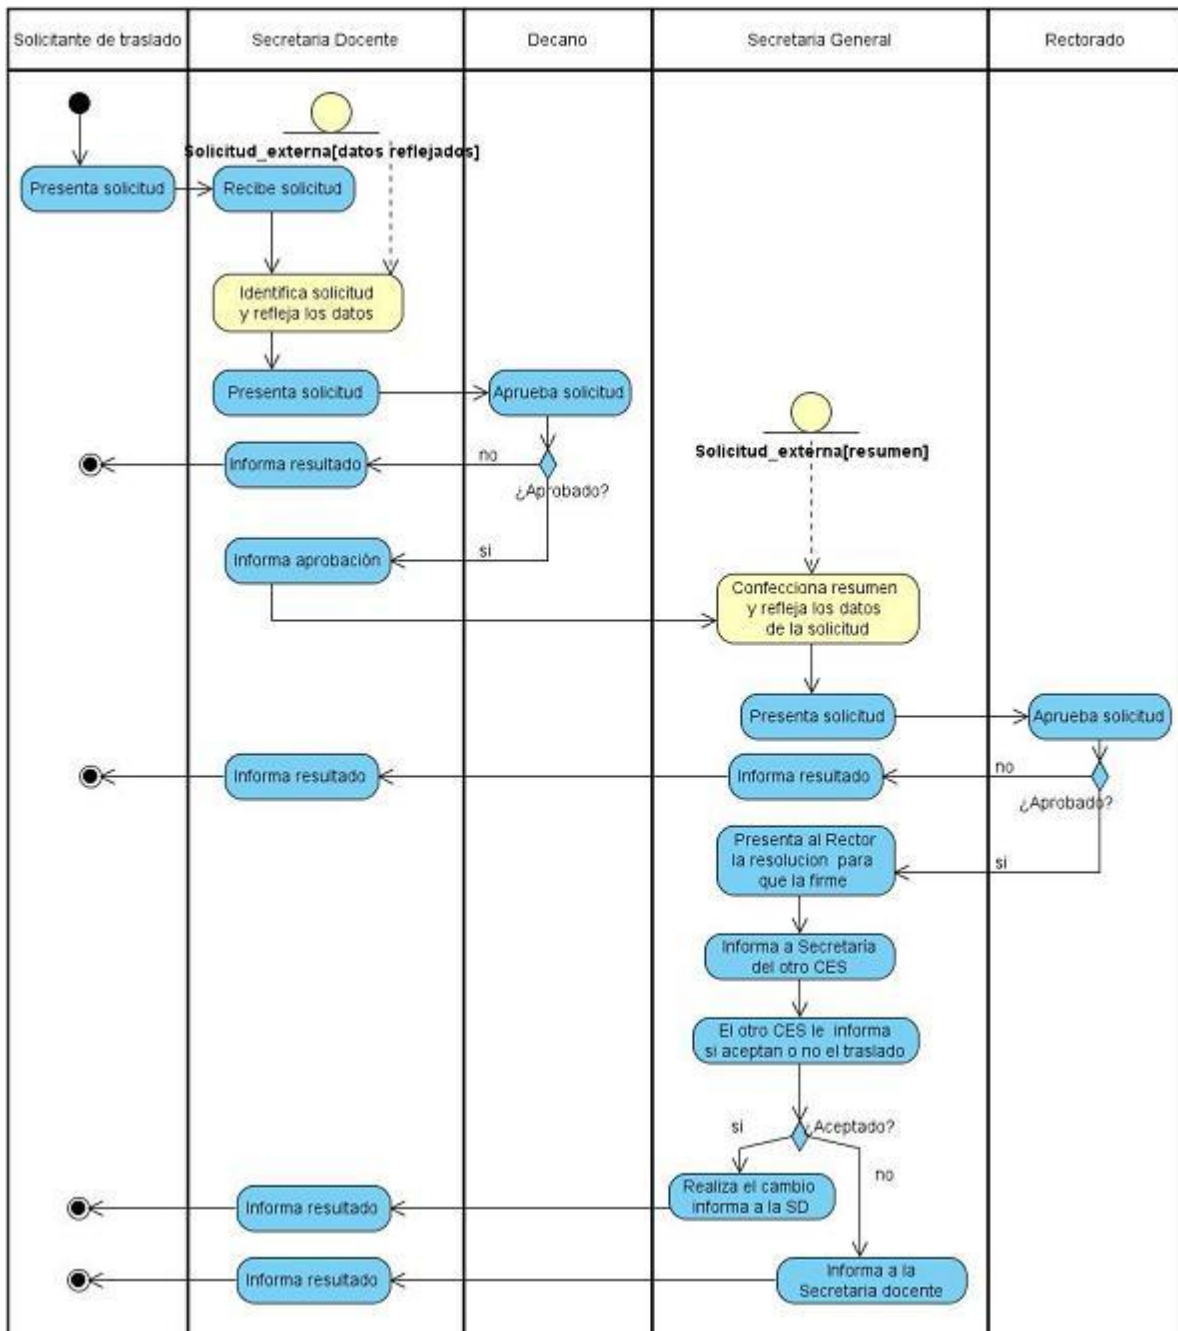 Solicitante de traslado
Secretaria Docente
Decano
Secretaria General
Rectorado
Solicitud_externa[datos reflejados]
Presenta solicitud
Recibe solicitud
Identifica solicitud
y refleja los datos
Presenta solicitud
Aprueba solicitud
Informa resultado
no
¿Aprobado?
Solicitud_externa[resumen]
Informa aprobación
si
Confecciona resumen
y refleja los datos
de la solicitud
Presenta solicitud
Aprueba solicitud
Informa resultado
Informa resultado
no
¿Aprobado?
Presenta al Rector
la resolucion para
que la firme
si
Informa a Secretaría
del otro CES
El otro CES le informa
si aceptan o no el traslado
si
¿Aceptado?
no
Realiza el cambio
informa a la SD
Informa resultado
Informa resultado
Informa a la
Secretaria docente